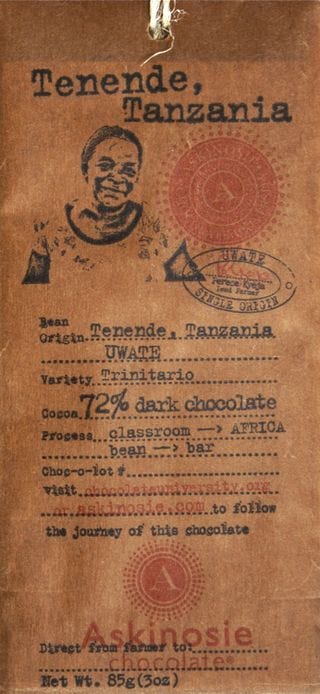 Tenende,
Tanzania
A
UWATE
SINGLE ORIGIN
Bean
Origin Tenende, Tanzania
UWATE
Variety Trinitario
Cocoa 72% dark chocolate
Process classroom —> AFRICA
bean —> bar
Choc-o-lot #
visit chocolateuniversity.org
or askinosie.com to follow
the journey of this chocolate
A
Askinosie
chocolate®
Direct from farmer to:
Net Wt. 85g(3oz)